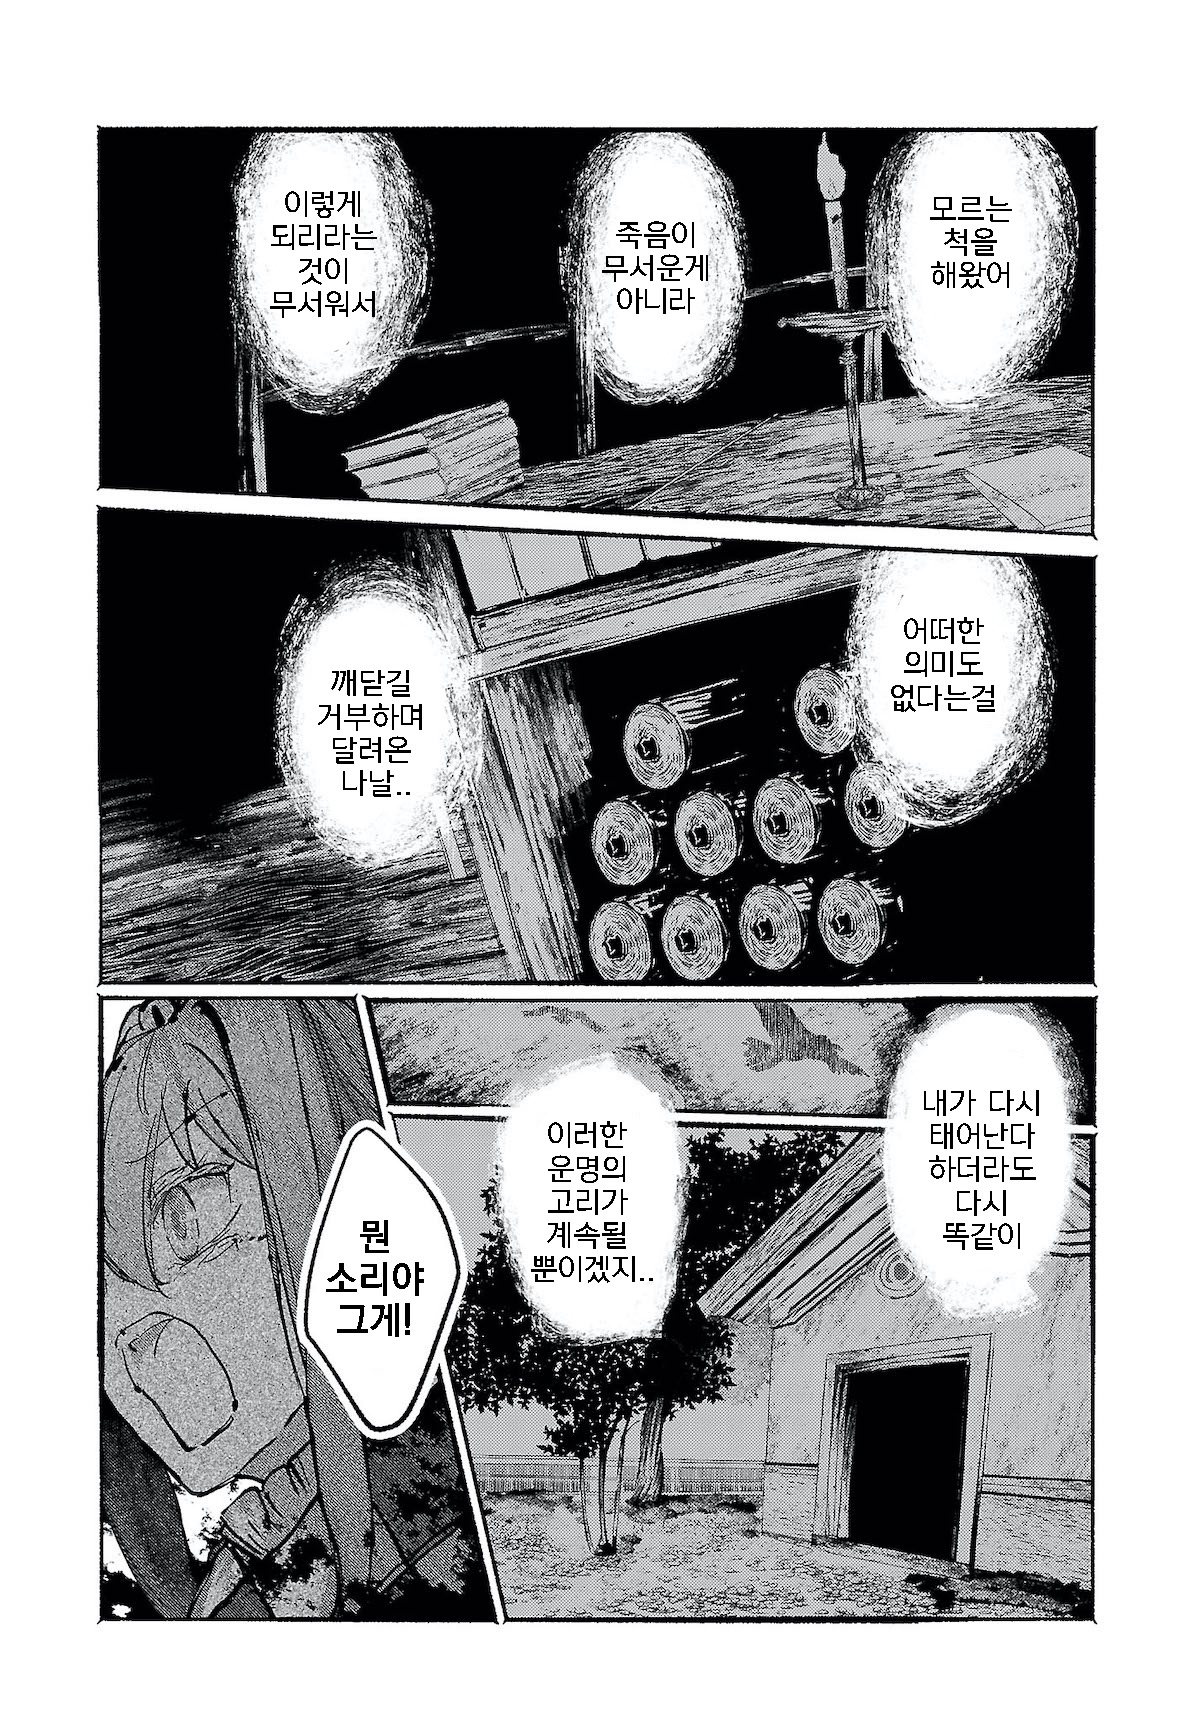 모르는
척을
해왔어
죽음이
무서운게
아니라
이렇게
되리라는
것이
무서워서
어떠한
의미도
없다는걸
깨닫길
거부하며
달려온
나날..
내가 다시
태어난다
하더라도
다시
똑같이
이러한
운명의
고리가
계속될
뿐이겠지..
뭔
소리야
그게!